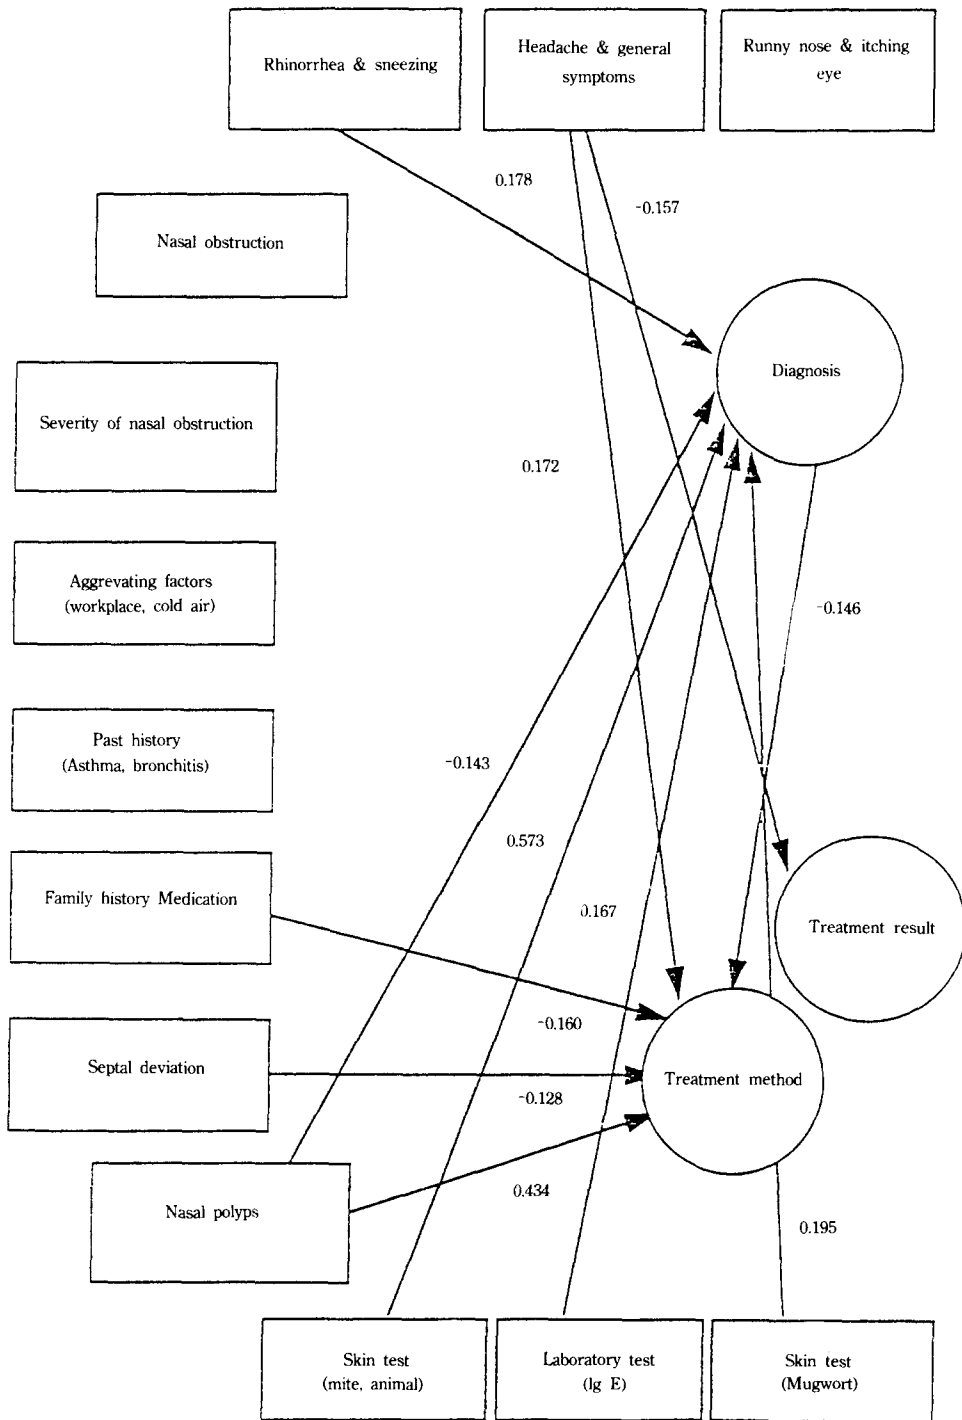 Rhinorrhea & sneezing
Headache & general
symptoms
Runny nose & itching
eye
0.178
-0.157
Nasal obstruction
Diagnosis
Severity of nasal obstruction
0.172
Aggrevating factors
(workplace, cold air)
-0.146
Past history
(Asthma, bronchitis)
-0.143
0.573
Family history Medication
0.167
Treatment result
-0.160
Septal deviation
Treatment method
-0.128
0.434
Nasal polyps
0.195
Skin test
(mite, animal)
Laboratory test
(Ig E)
Skin test
(Mugwort)